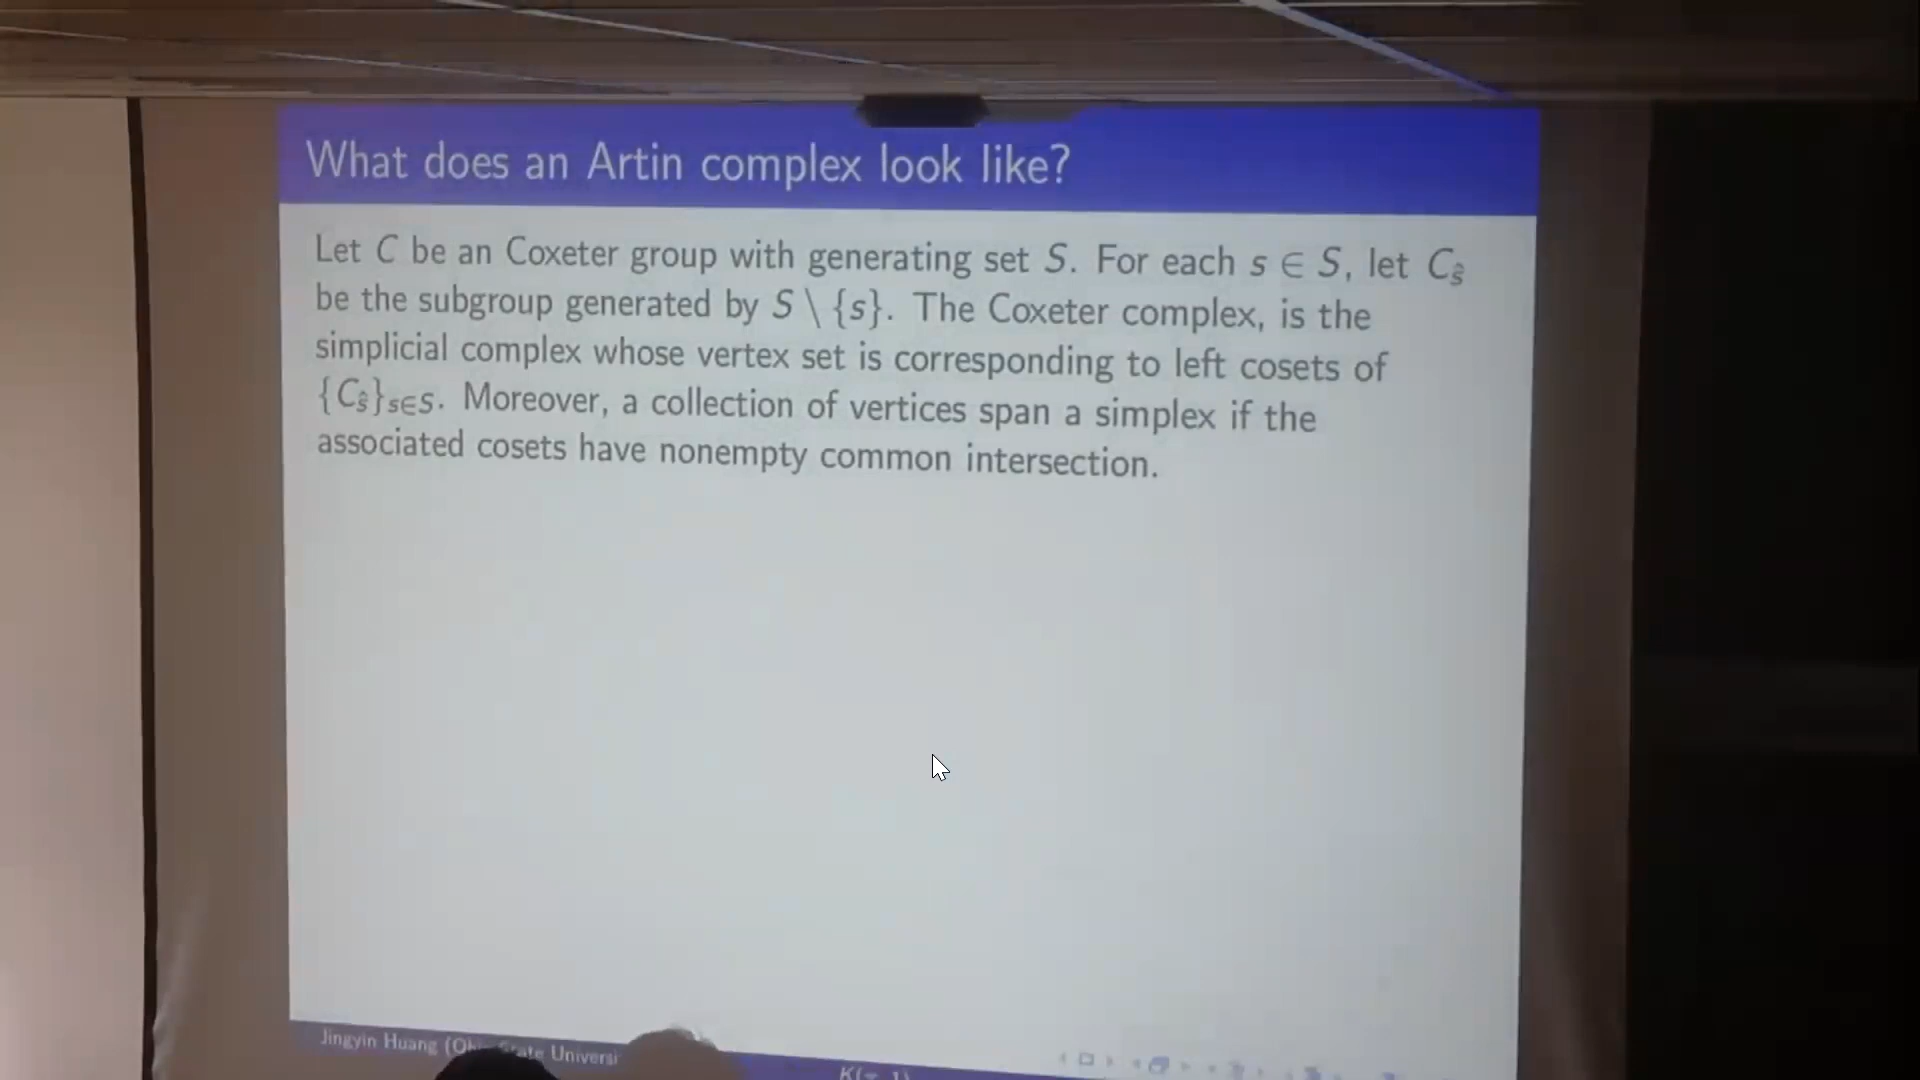 What does an Artin complex look like?
Let C be an Coxeter group with generating set S. For each s ∈ S, let C_ŝ
be the subgroup generated by S \ {s}. The Coxeter complex, is the
simplicial complex whose vertex set is corresponding to left cosets of
{C_ŝ}_{s∈S}. Moreover, a collection of vertices span a simplex if the
associated cosets have nonempty common intersection.
Jingyin Huang